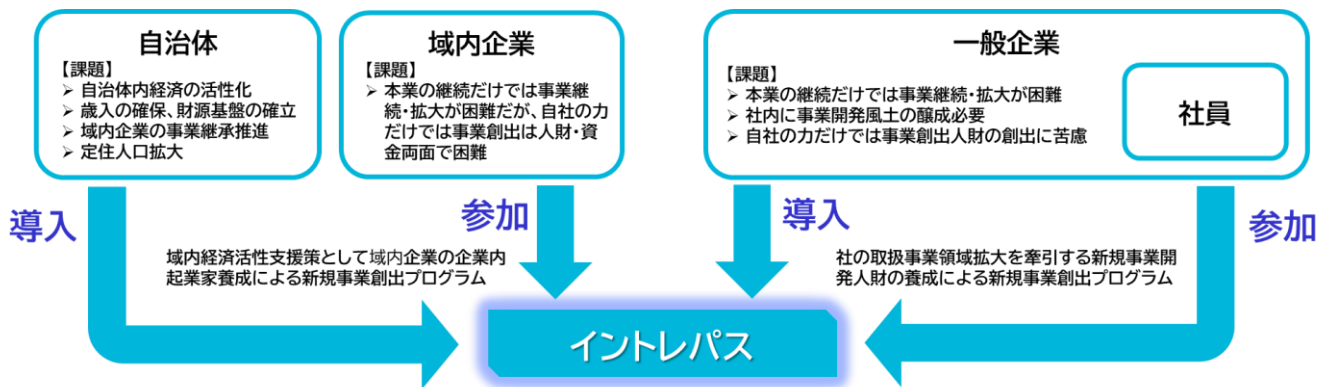 自治体
【課題】
➢ 自治体内経済の活性化
➢ 歳入の確保、財源基盤の確立
➢ 域内企業の事業継承推進
➢ 定住人口拡大
域内企業
【課題】
➢ 本業の継続だけでは事業継
続・拡大が困難だが、自社の力
だけでは事業創出は人財・資
金両面で困難
一般企業
【課題】
➢ 本業の継続だけでは事業継続・拡大が困難
➢ 社内に事業開発風土の醸成必要
➢ 自社の力だけでは事業創出人財の創出に苦慮
社員
導入
参加
導入
参加
域内経済活性支援策として域内企業の企業内
起業家養成による新規事業創出プログラム
社の取扱事業領域拡大を牽引する新規事業開
発人財の養成による新規事業創出プログラム
イントレパス